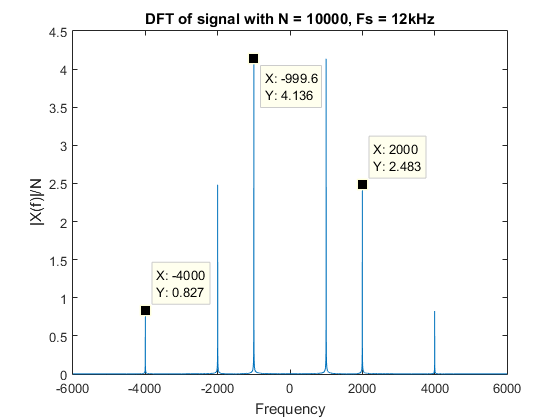 DFT of signal with N = 10000, Fs = 12kHz
4.5
4
3.5
3
2.5
2
1.5
1
0.5
0
|X(f)|/N
X: -999.6
Y: 4.136
X: 2000
Y: 2.483
X: -4000
Y: 0.827
-6000 -4000 -2000 0 2000 4000 6000
Frequency